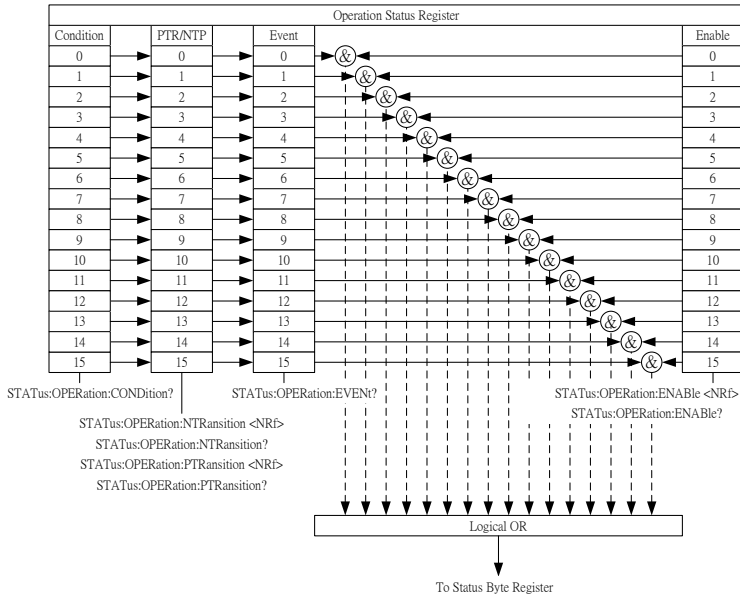 Operation Status Register
Condition PTR/NTP Event Enable
0 0 0 & 0
1 1 1 & 1
2 2 2 & 2
3 3 3 & 3
4 4 4 & 4
5 5 5 & 5
6 6 6 & 6
7 7 7 & 7
8 8 8 & 8
9 9 9 & 9
10 10 10 & 10
11 11 11 & 11
12 12 12 & 12
13 13 13 & 13
14 14 14 & 14
15 15 15 & 15
STATus:OPERation:CONDition? STATus:OPERation:EVENt? STATus:OPERation:ENABle <NRf>
STATus:OPERation:ENABle?
STATus:OPERation:NTRansition <NRf>
STATus:OPERation:NTRansition?
STATus:OPERation:PTRansition <NRf>
STATus:OPERation:PTRansition?
Logical OR
To Status Byte Register